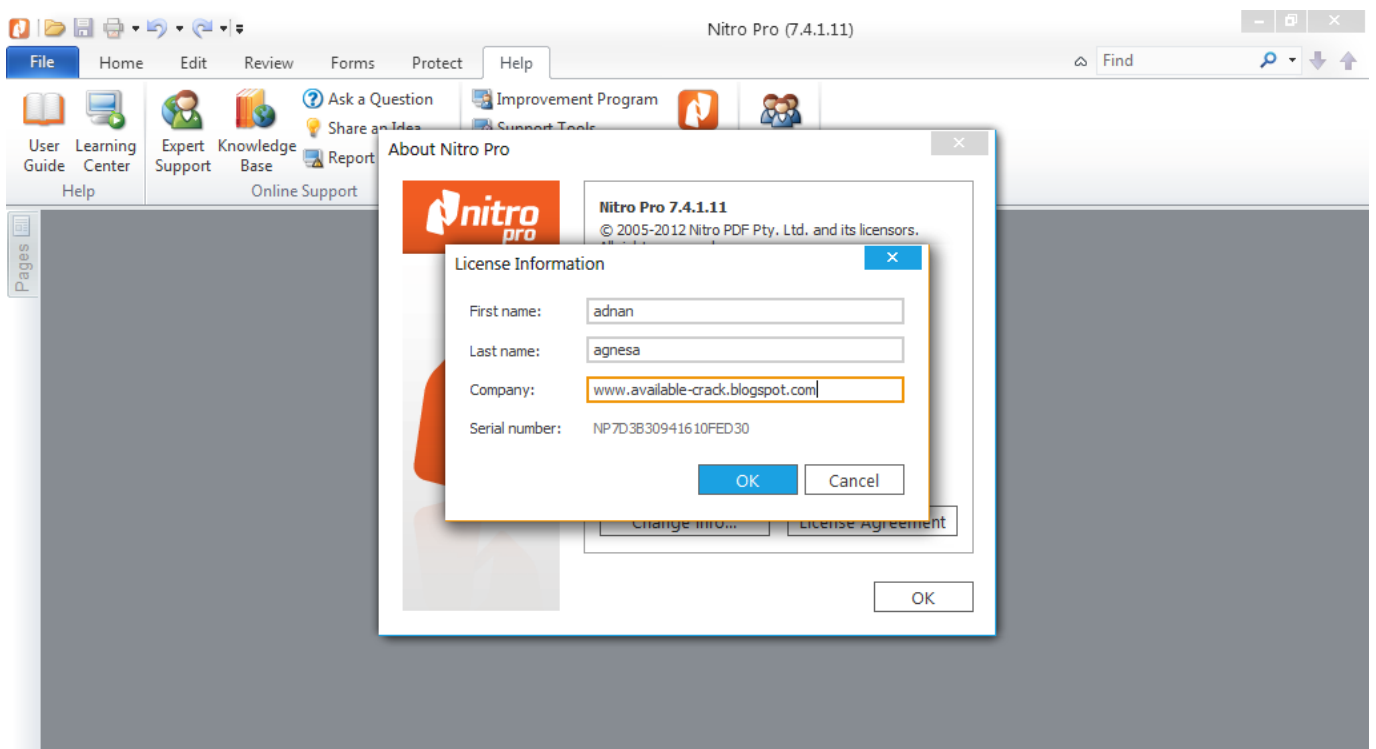 Nitro Pro (7.4.1.11)
File Home Edit Review Forms Protect Help Find
Ask a Question Improvement Program
Share an Idea Support Tools
User Guide Learning Center Expert Support Knowledge Base Report
Help Online Support
Pages
About Nitro Pro
nitro
pro
Nitro Pro 7.4.1.11
© 2005-2012 Nitro PDF Pty. Ltd. and its licensors.
License Information
First name: adnan
Last name: agnesa
Company: www.available-crack.blogspot.com
Serial number: NP7D3B30941610FED30
OK Cancel
Change Info... License Agreement
OK